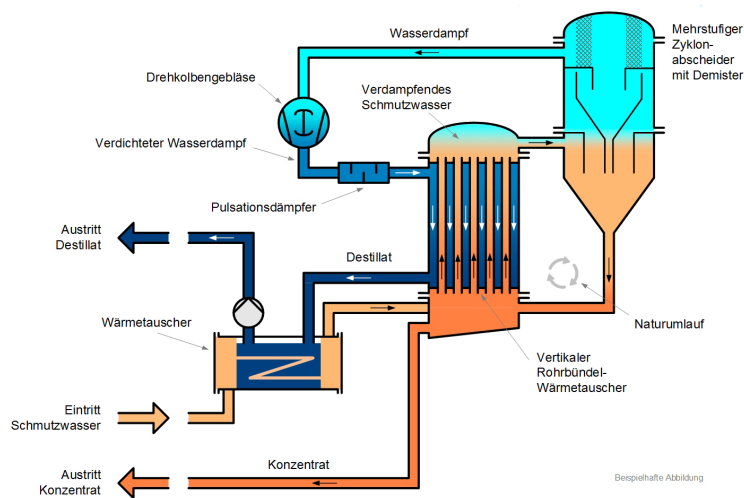 Wasserdampf
Mehrstufiger
Zyklon-
abscheider
mit Demister
Drehkolbengebläse
Verdampfendes
Schmutzwasser
Verdichteter Wasserdampf
Pulsationsdämpfer
Austritt
Destillat
Destillat
Naturumlauf
Wärmetauscher
Vertikaler
Rohrbündel-
Wärmetauscher
Eintritt
Schmutzwasser
Konzentrat
Austritt
Konzentrat
Beispielhafte Abbildung